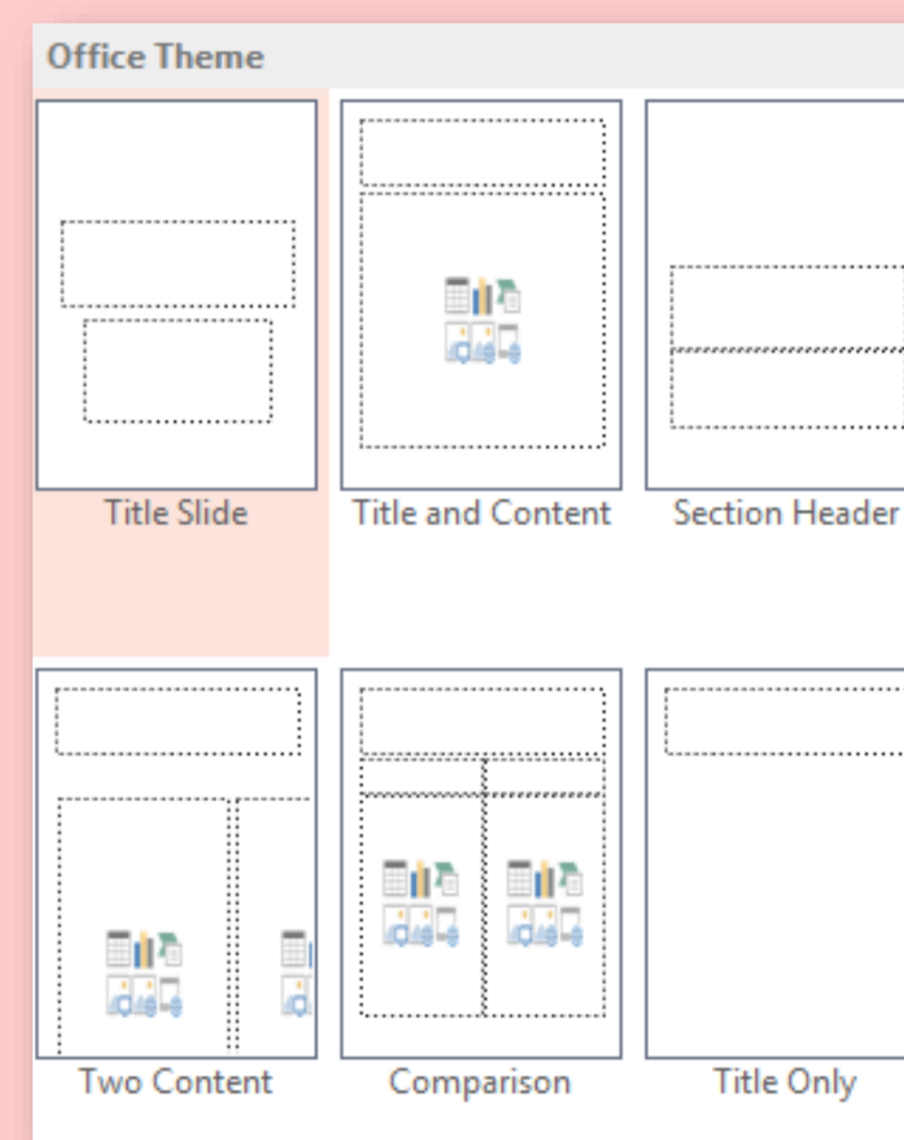 Office Theme
Title Slide
Title and Content
Section Header
Two Content
Comparison
Title Only